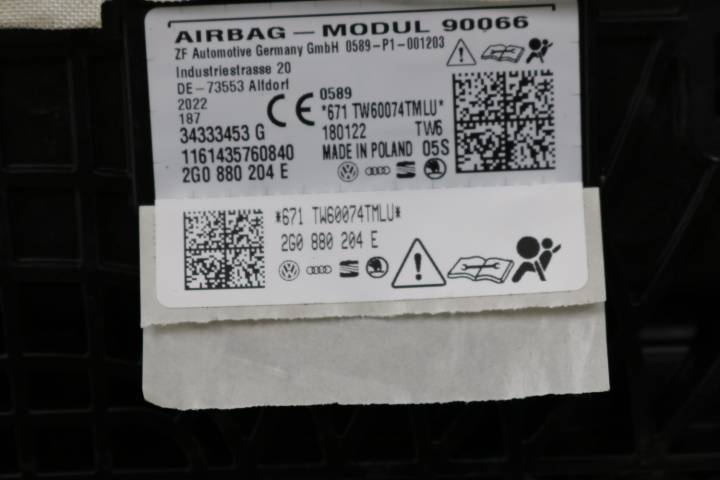 AIRBAG - MODUL 90066
ZF Automotive Germany GmbH 0589-P1-001203
Industriestrasse 20
DE-73553 Alfdorf
2022
187
CE 0589
*671 TW60074TMLU*
34333453 G
180122 TW6
1161435760840
MADE IN POLAND 05S
2G0 880 204 E
*671 TW60074TMLU*
2G0 880 204 E